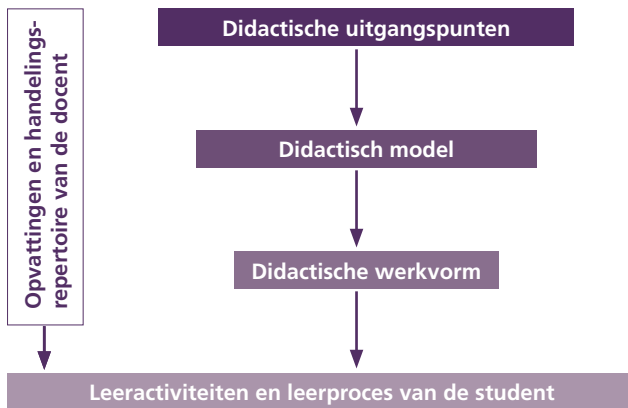 Opvattingen en handelings-
repertoire van de docent
Didactische uitgangspunten
Didactisch model
Didactische werkvorm
Leeractiviteiten en leerproces van de student